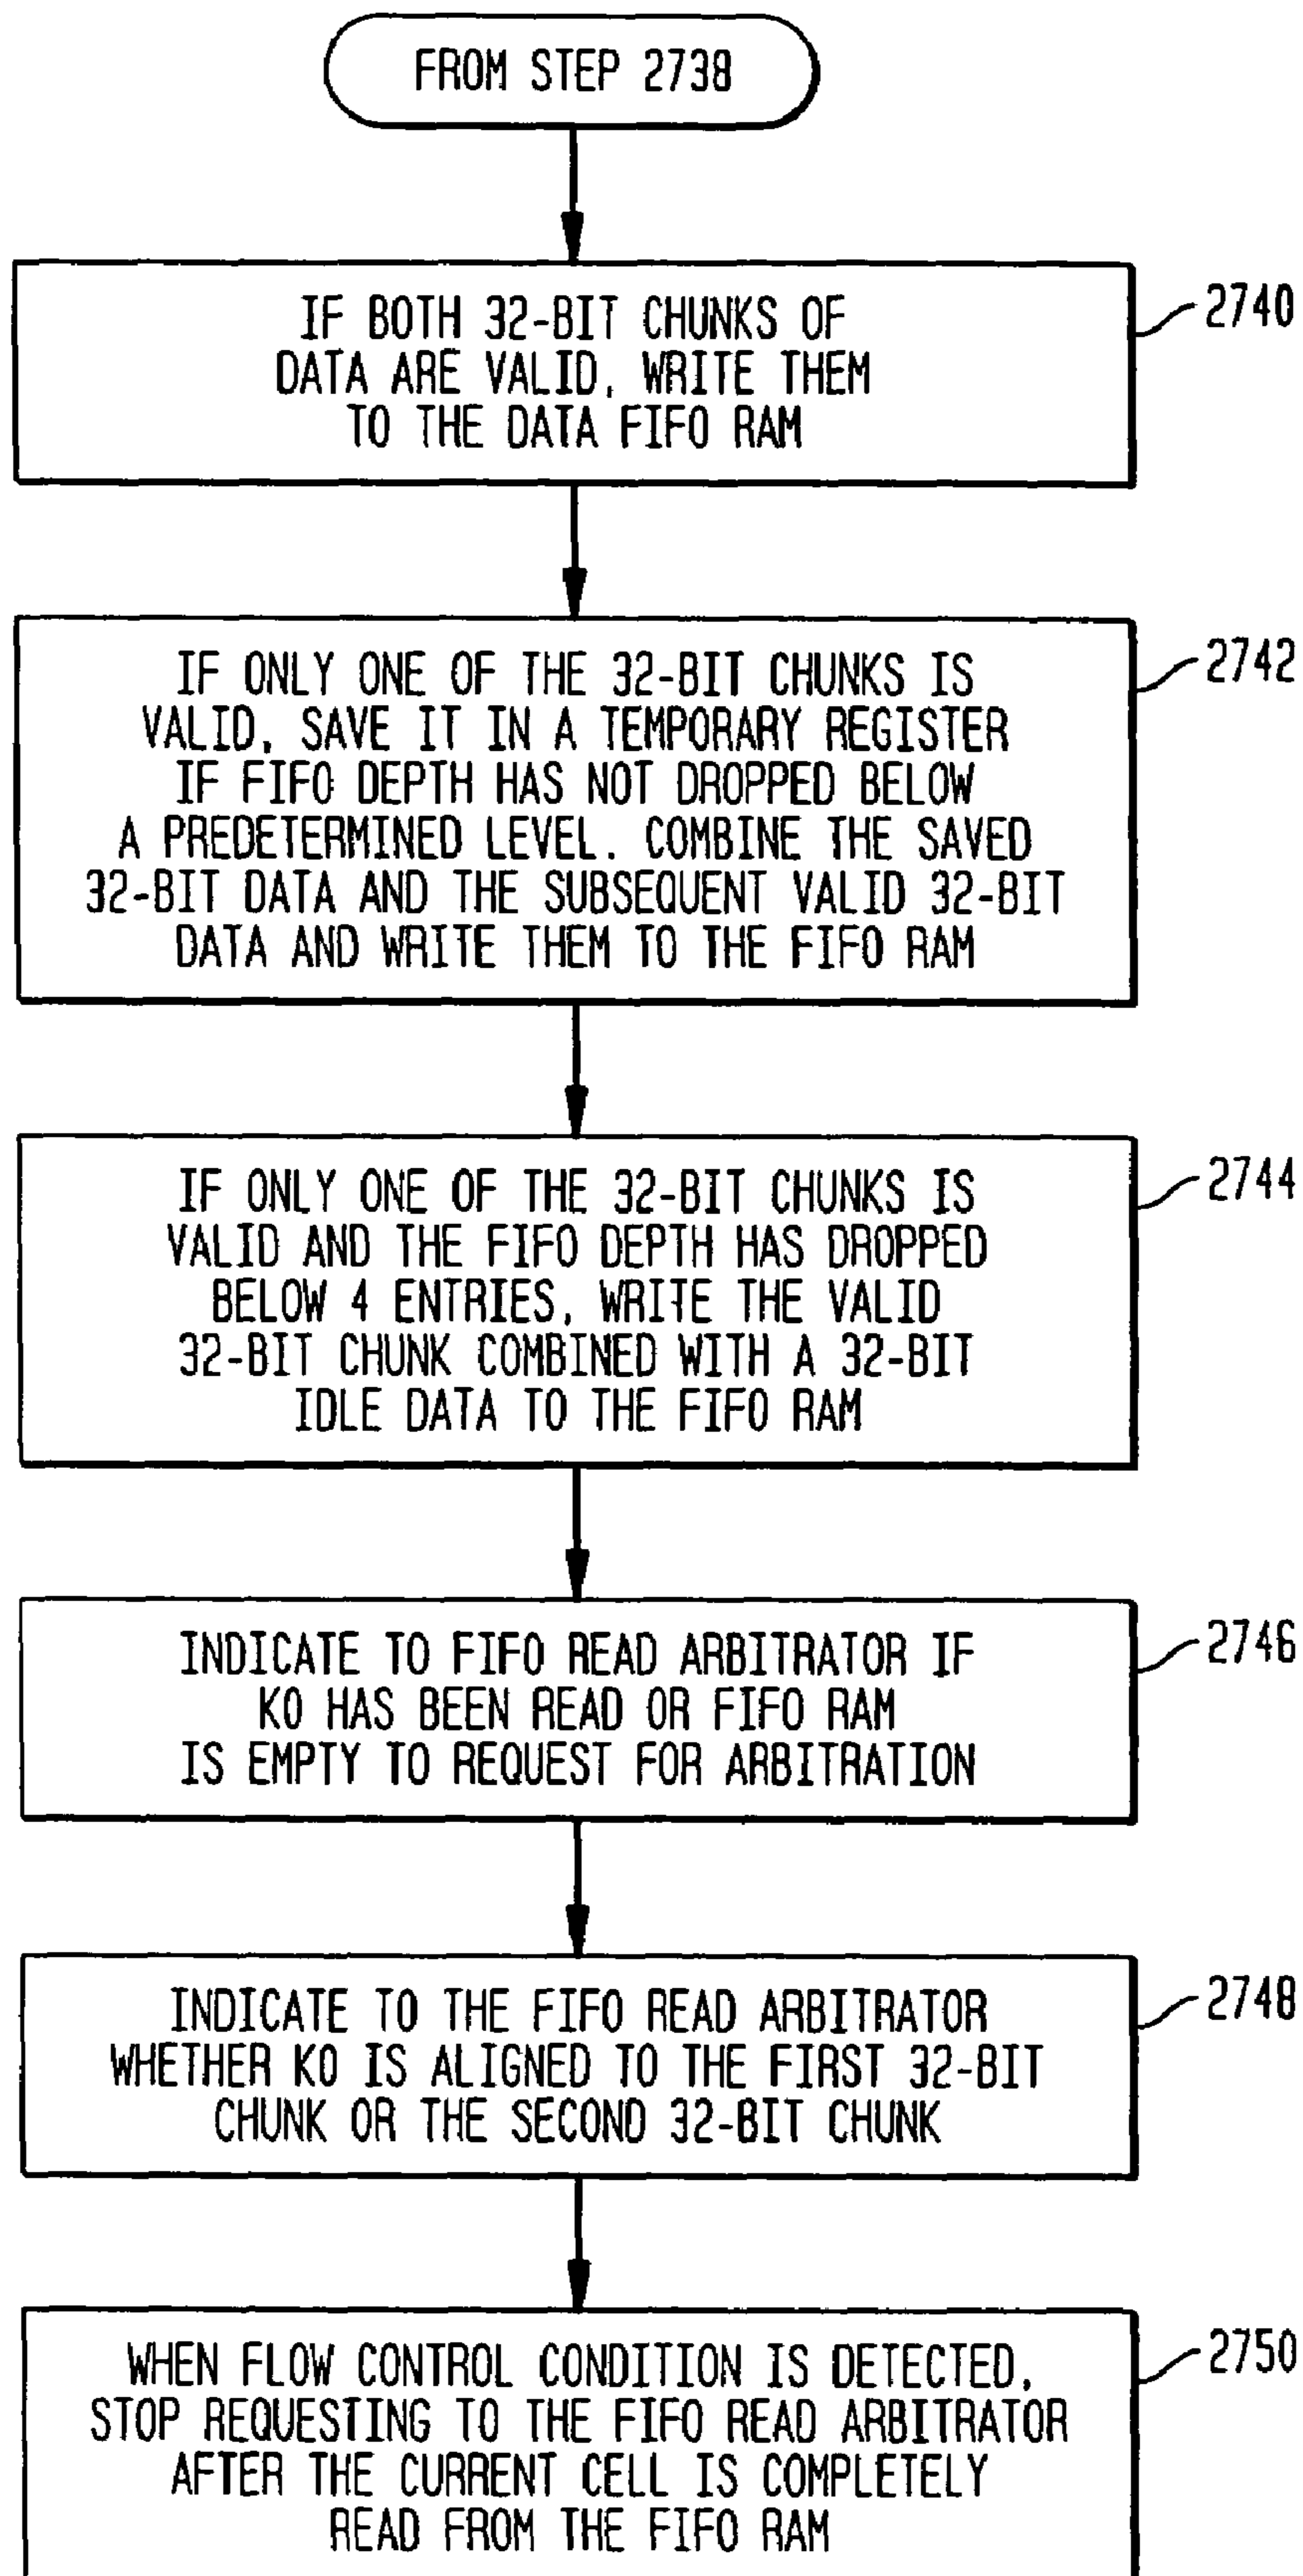 FROM STEP 2738
IF BOTH 32-BIT CHUNKS OF
DATA ARE VALID, WRITE THEM
TO THE DATA FIFO RAM
2740
IF ONLY ONE OF THE 32-BIT CHUNKS IS
VALID, SAVE IT IN A TEMPORARY REGISTER
IF FIFO DEPTH HAS NOT DROPPED BELOW
A PREDETERMINED LEVEL. COMBINE THE SAVED
32-BIT DATA AND THE SUBSEQUENT VALID 32-BIT
DATA AND WRITE THEM TO THE FIFO RAM
2742
IF ONLY ONE OF THE 32-BIT CHUNKS IS
VALID AND THE FIFO DEPTH HAS DROPPED
BELOW 4 ENTRIES, WRITE THE VALID
32-BIT CHUNK COMBINED WITH A 32-BIT
IDLE DATA TO THE FIFO RAM
2744
INDICATE TO FIFO READ ARBITRATOR IF
K0 HAS BEEN READ OR FIFO RAM
IS EMPTY TO REQUEST FOR ARBITRATION
2746
INDICATE TO THE FIFO READ ARBITRATOR
WHETHER K0 IS ALIGNED TO THE FIRST 32-BIT
CHUNK OR THE SECOND 32-BIT CHUNK
2748
WHEN FLOW CONTROL CONDITION IS DETECTED,
STOP REQUESTING TO THE FIFO READ ARBITRATOR
AFTER THE CURRENT CELL IS COMPLETELY
READ FROM THE FIFO RAM
2750